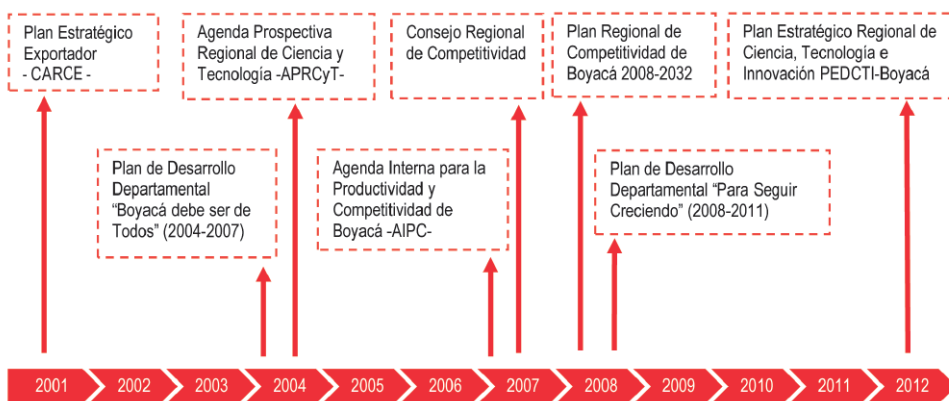 Plan Estratégico
Exportador
- CARCE -
Agenda Prospectiva
Regional de Ciencia y
Tecnología -APRCyT-
Consejo Regional
de Competitividad
Plan Regional de
Competitividad de
Boyacá 2008-2032
Plan Estratégico Regional de
Ciencia, Tecnología e
Innovación PEDCTI-Boyacá
Plan de Desarrollo
Departamental
“Boyacá debe ser de
Todos” (2004-2007)
Agenda Interna para la
Productividad y
Competitividad de
Boyacá -AIPC-
Plan de Desarrollo
Departamental “Para Seguir
Creciendo” (2008-2011)
2001 2002 2003 2004 2005 2006 2007 2008 2009 2010 2011 2012